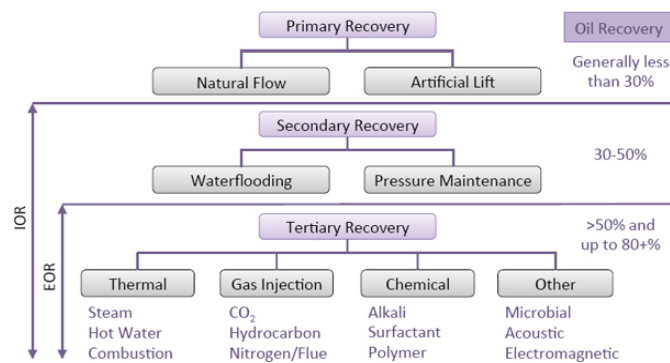 Primary Recovery
Oil Recovery
Natural Flow
Artificial Lift
Generally less
than 30%
Secondary Recovery
Waterflooding
Pressure Maintenance
30-50%
IOR
EOR
Tertiary Recovery
>50% and
up to 80+%
Thermal
Gas Injection
Chemical
Other
Steam
Hot Water
Combustion
CO₂
Hydrocarbon
Nitrogen/Flue
Alkali
Surfactant
Polymer
Microbial
Acoustic
Electromagnetic